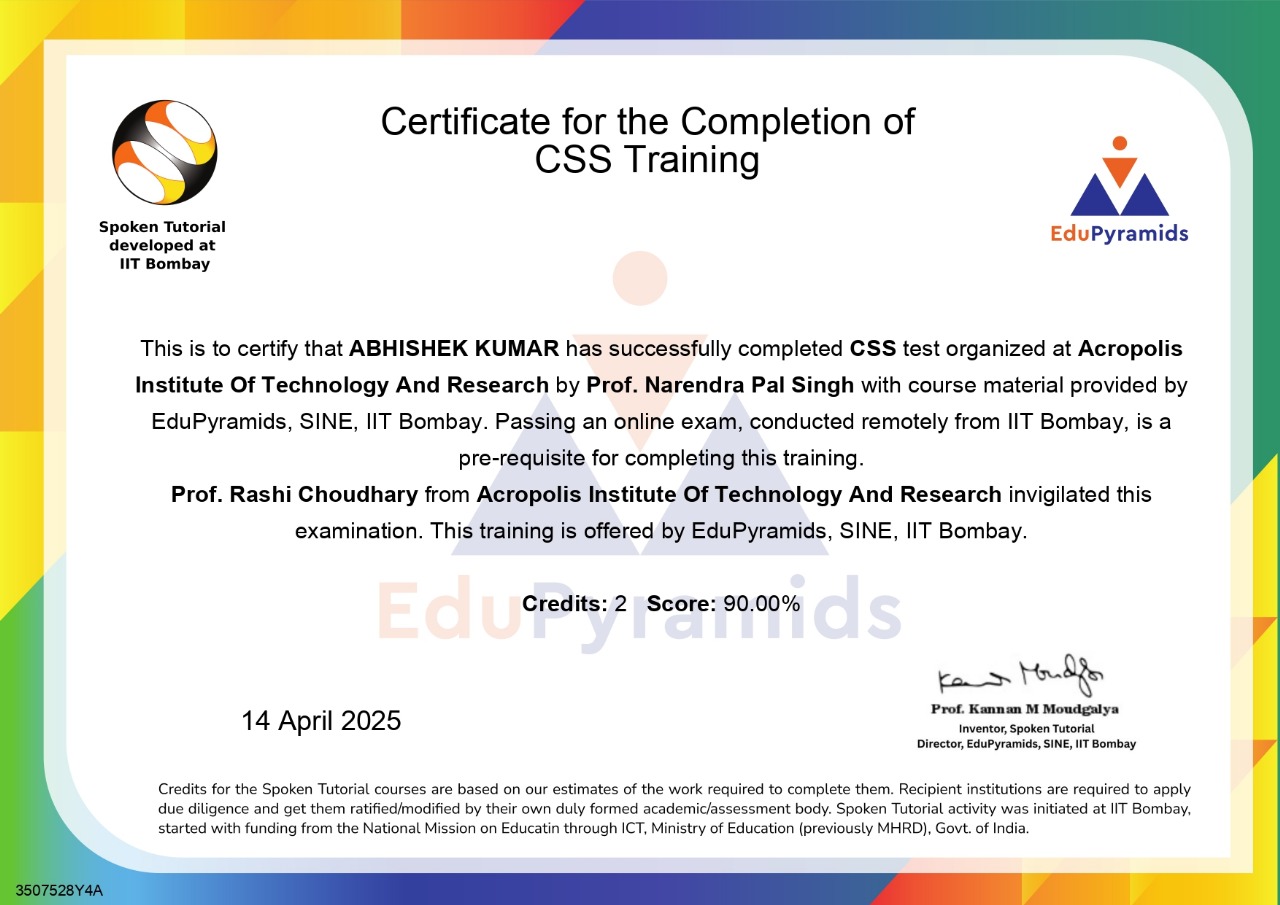 Certificate for the Completion of
CSS Training
Spoken Tutorial
developed at
IIT Bombay
EduPyramids
This is to certify that ABHISHEK KUMAR has successfully completed CSS test organized at Acropolis
Institute Of Technology And Research by Prof. Narendra Pal Singh with course material provided by
EduPyramids, SINE, IIT Bombay. Passing an online exam, conducted remotely from IIT Bombay, is a
pre-requisite for completing this training.
Prof. Rashi Choudhary from Acropolis Institute Of Technology And Research invigilated this
examination. This training is offered by EduPyramids, SINE, IIT Bombay.
EduPyramids
Credits: 2 Score: 90.00%
14 April 2025
Kannan Moudgalya
Prof. Kannan M Moudgalya
Inventor, Spoken Tutorial
Director, EduPyramids, SINE, IIT Bombay
Credits for the Spoken Tutorial courses are based on our estimates of the work required to complete them. Recipient institutions are required to apply
due diligence and get them ratified/modified by their own duly formed academic/assessment body. Spoken Tutorial activity was initiated at IIT Bombay,
started with funding from the National Mission on Educatin through ICT, Ministry of Education (previously MHRD), Govt. of India.
3507528Y4A